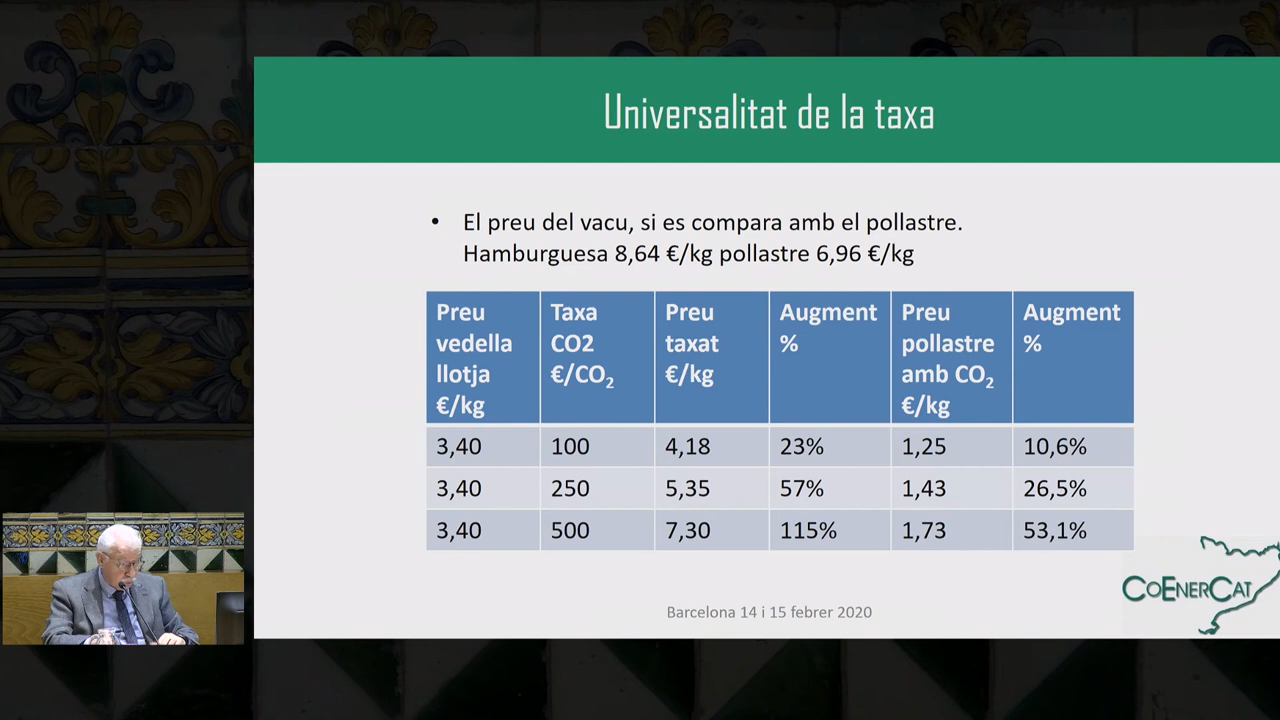 Universalitat de la taxa
• El preu del vacu, si es compara amb el pollastre.
Hamburguesa 8,64 €/kg pollastre 6,96 €/kg
Preu vedella llotja €/kg | Taxa CO2 €/CO₂ | Preu taxat €/kg | Augment % | Preu pollastre amb CO₂ €/kg | Augment %
3,40 | 100 | 4,18 | 23% | 1,25 | 10,6%
3,40 | 250 | 5,35 | 57% | 1,43 | 26,5%
3,40 | 500 | 7,30 | 115% | 1,73 | 53,1%
COENERCAT
Barcelona 14 i 15 febrer 2020